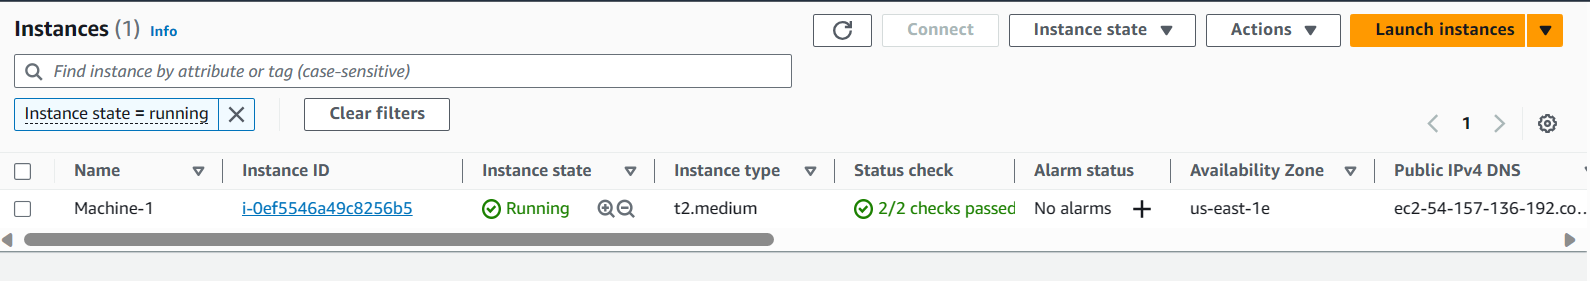 Instances (1) Info Connect Instance state Actions Launch instances
Find instance by attribute or tag (case-sensitive)
Instance state = running Clear filters
1
Name Instance ID Instance state Instance type Status check Alarm status Availability Zone Public IPv4 DNS
Machine-1 i-0ef5546a49c8256b5 Running t2.medium 2/2 checks passed No alarms us-east-1e ec2-54-157-136-192.co...